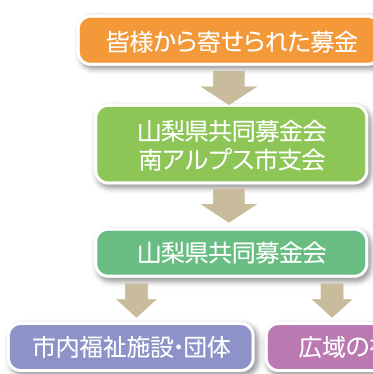 皆様から寄せられた募金
山梨県共同募金会
南アルプス市支会
山梨県共同募金会
市内福祉施設・団体
広域の